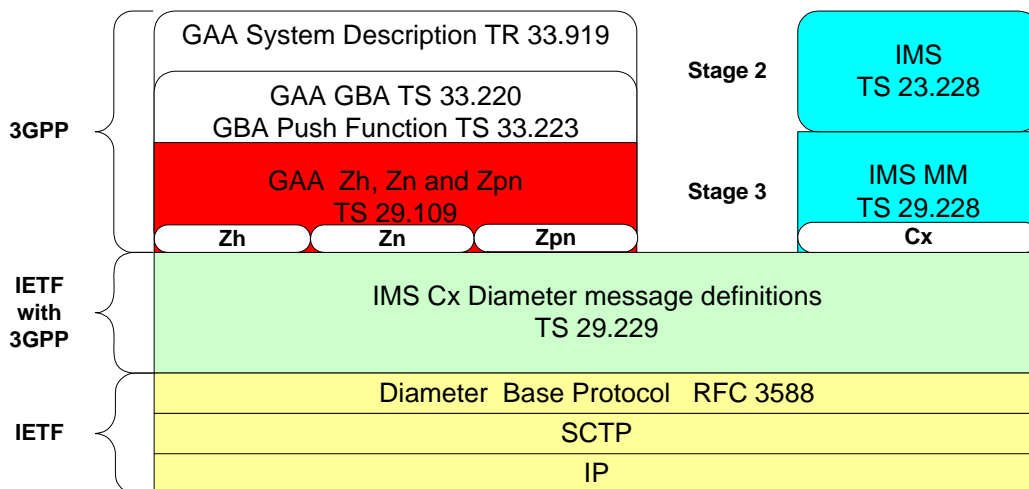 GAA System Description TR 33.919
GAA GBA TS 33.220
GBA Push Function TS 33.223
GAA Zh, Zn and Zpn
TS 29.109
Zh
Zn
Zpn
3GPP
Stage 2
Stage 3
IMS
TS 23.228
IMS MM
TS 29.228
Cx
IETF
with
3GPP
IMS Cx Diameter message definitions
TS 29.229
IETF
Diameter Base Protocol RFC 3588
SCTP
IP